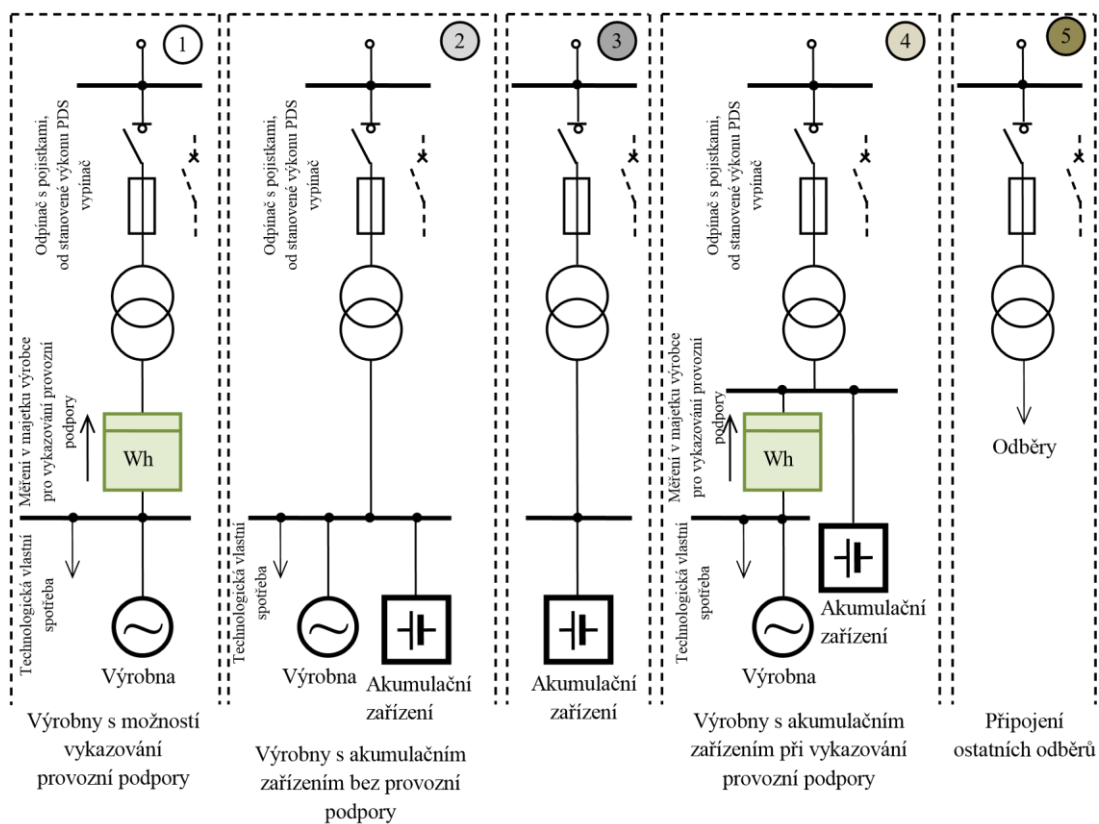 1
Odpínač s pojistkami,
od stanovené výkonu PDS
vypínač
Měření v majetku výrobce
pro vykazování provozní
podpory
Wh
Technologická vlastní
spotřeba
Výrobna
Výrobny s možností
vykazování
provozní podpory
2
Odpínač s pojistkami,
od stanovené výkonu PDS
vypínač
Technologická vlastní
spotřeba
Výrobna
Akumulační
zařízení
Výrobny s akumulačním
zařízením bez provozní
podpory
3
Akumulační
zařízení
4
Odpínač s pojistkami,
od stanovené výkonu PDS
vypínač
Měření v majetku výrobce
pro vykazování provozní
podpory
Wh
Technologická vlastní
spotřeba
Výrobna
Akumulační
zařízení
Výrobny s akumulačním
zařízením při vykazování
provozní podpory
5
Odběry
Připojení
ostatních odběrů